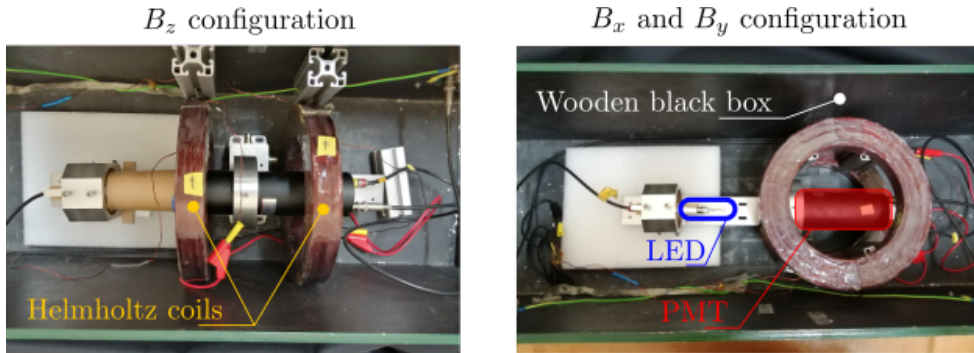 B_z configuration
B_x and B_y configuration
Wooden black box
LED
PMT
Helmholtz coils